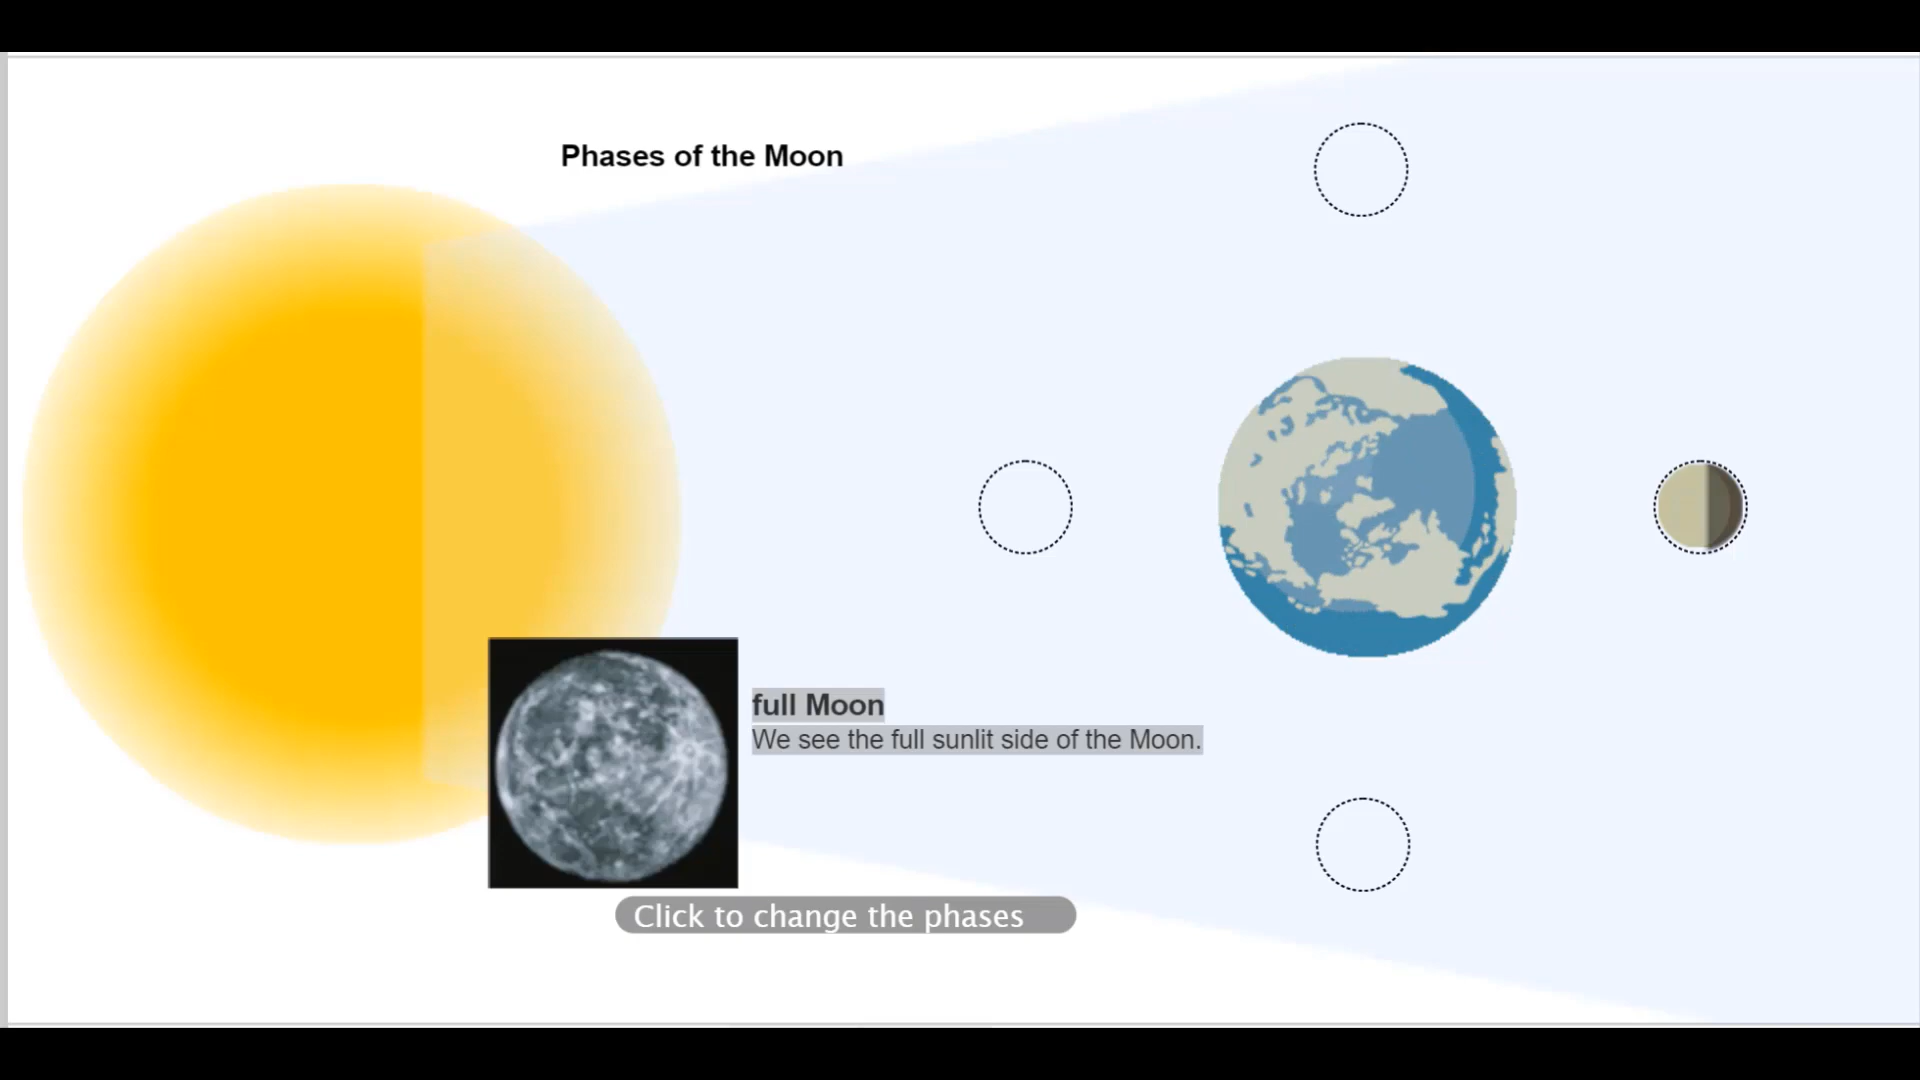 Phases of the Moon
full Moon
We see the full sunlit side of the Moon.
Click to change the phases